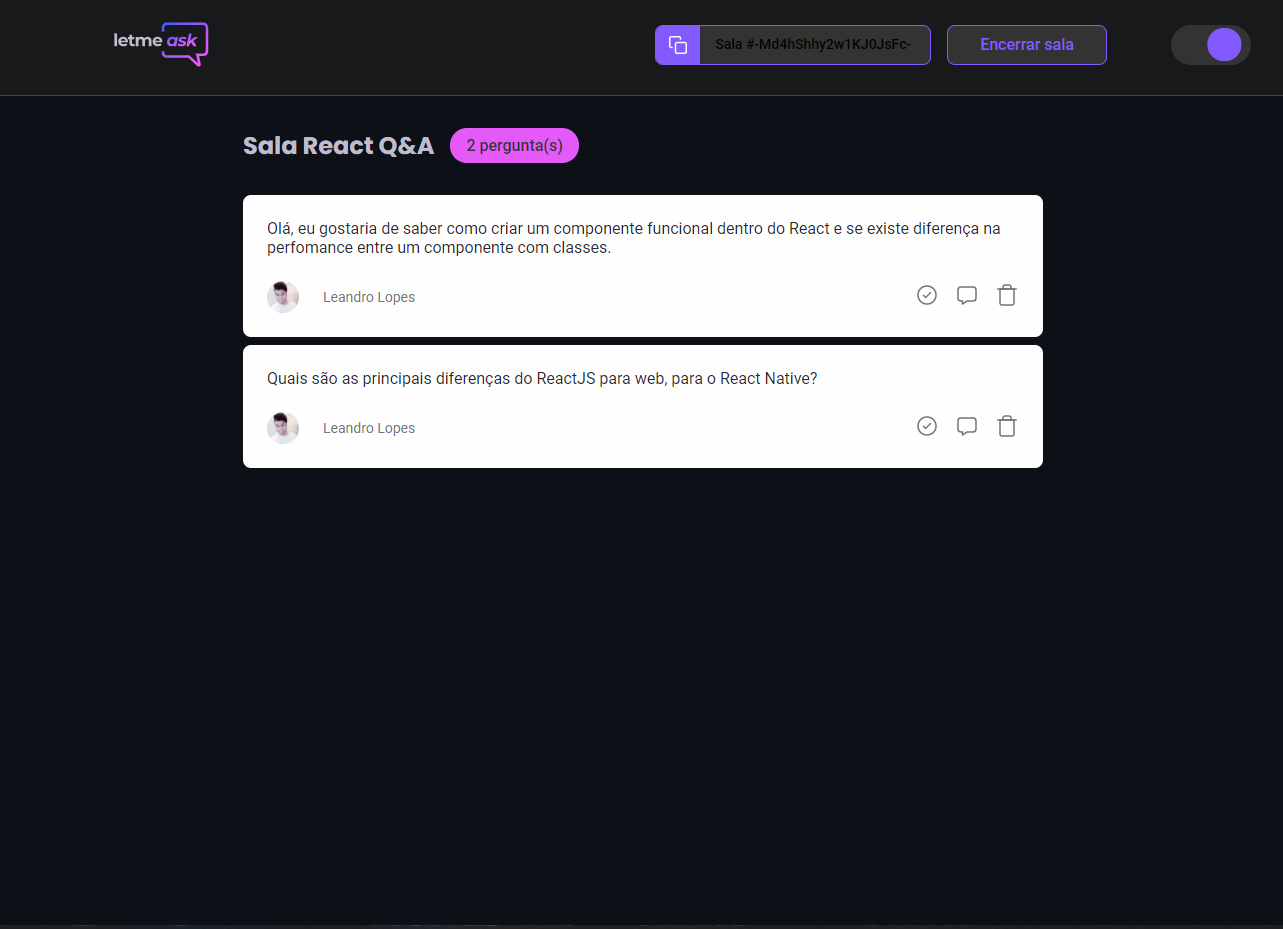 letme ask
Sala #-Md4hShhy2w1KJ0JsFc-
Encerrar sala
Sala React Q&A
2 pergunta(s)
Olá, eu gostaria de saber como criar um componente funcional dentro do React e se existe diferença na
perfomance entre um componente com classes.
Leandro Lopes
Quais são as principais diferenças do ReactJS para web, para o React Native?
Leandro Lopes